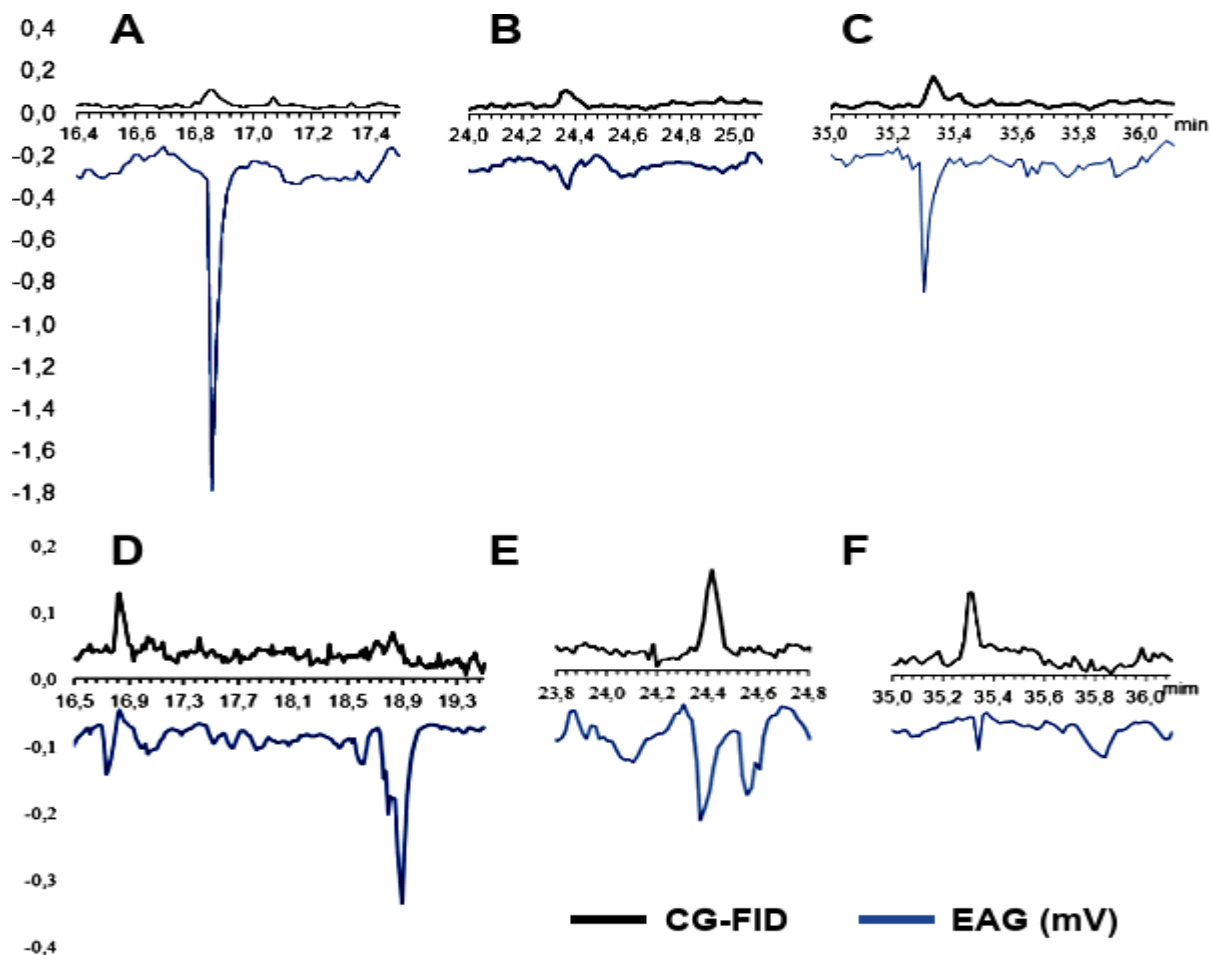 A B C
0,4
0,2
0,0
16,4 16,6 16,8 17,0 17,2 17,4
24,0 24,2 24,4 24,6 24,8 25,0
35,0 35,2 35,4 35,6 35,8 36,0 min
-0,2
-0,4
-0,6
-0,8
-1,0
-1,2
-1,4
-1,6
-1,8
D E F
0,2
0,1
0,0
16,5 16,9 17,3 17,7 18,1 18,5 18,9 19,3
23,8 24,0 24,2 24,4 24,6 24,8
35,0 35,2 35,4 35,6 35,8 36,0 mim
-0,1
-0,2
-0,3
-0,4
CG-FID EAG (mV)